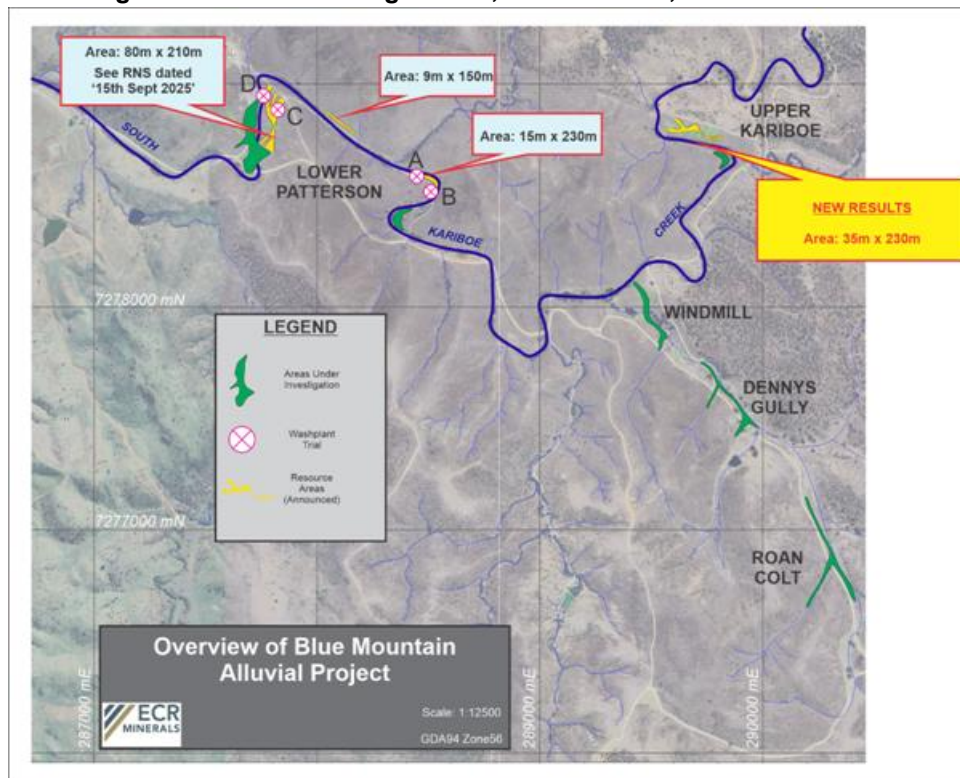 Area: 80m x 210m
See RNS dated
'15th Sept 2025'
Area: 9m x 150m
Area: 15m x 230m
D
C
A
B
SOUTH
LOWER
PATTERSON
KARIBOE
CREEK
UPPER
KARIBOE
NEW RESULTS
Area: 35m x 230m
7278000 mN
WINDMILL
DENNYS
GULLY
LEGEND
Areas Under
Investigation
Washplant
Trial
Resource
Areas
(Announced)
7277000 mN
ROAN
COLT
Overview of Blue Mountain
Alluvial Project
ECR
MINERALS
Scale: 1:12500
GDA94 Zone56
287000 mE
289000 mE
290000 mE